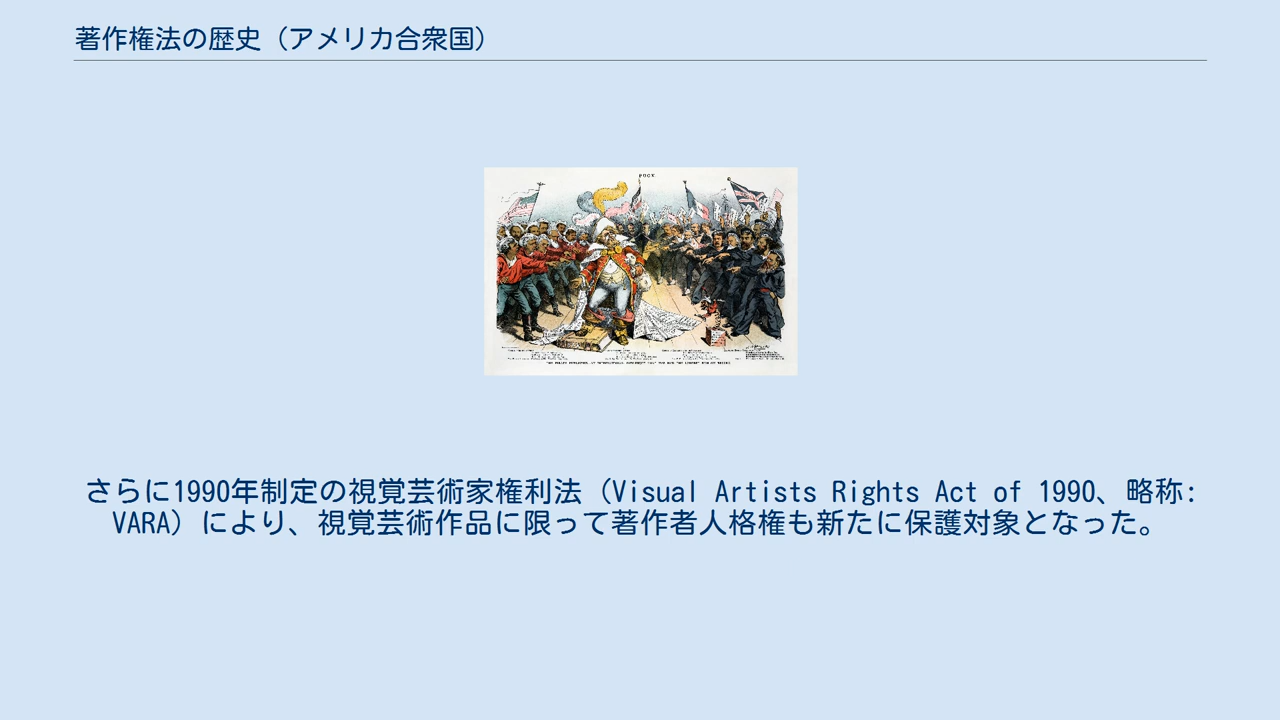 著作権法の歴史（アメリカ合衆国）
PUCK
さらに1990年制定の視覚芸術家権利法（Visual Artists Rights Act of 1990、略称:
VARA）により、視覚芸術作品に限って著作者人格権も新たに保護対象となった。